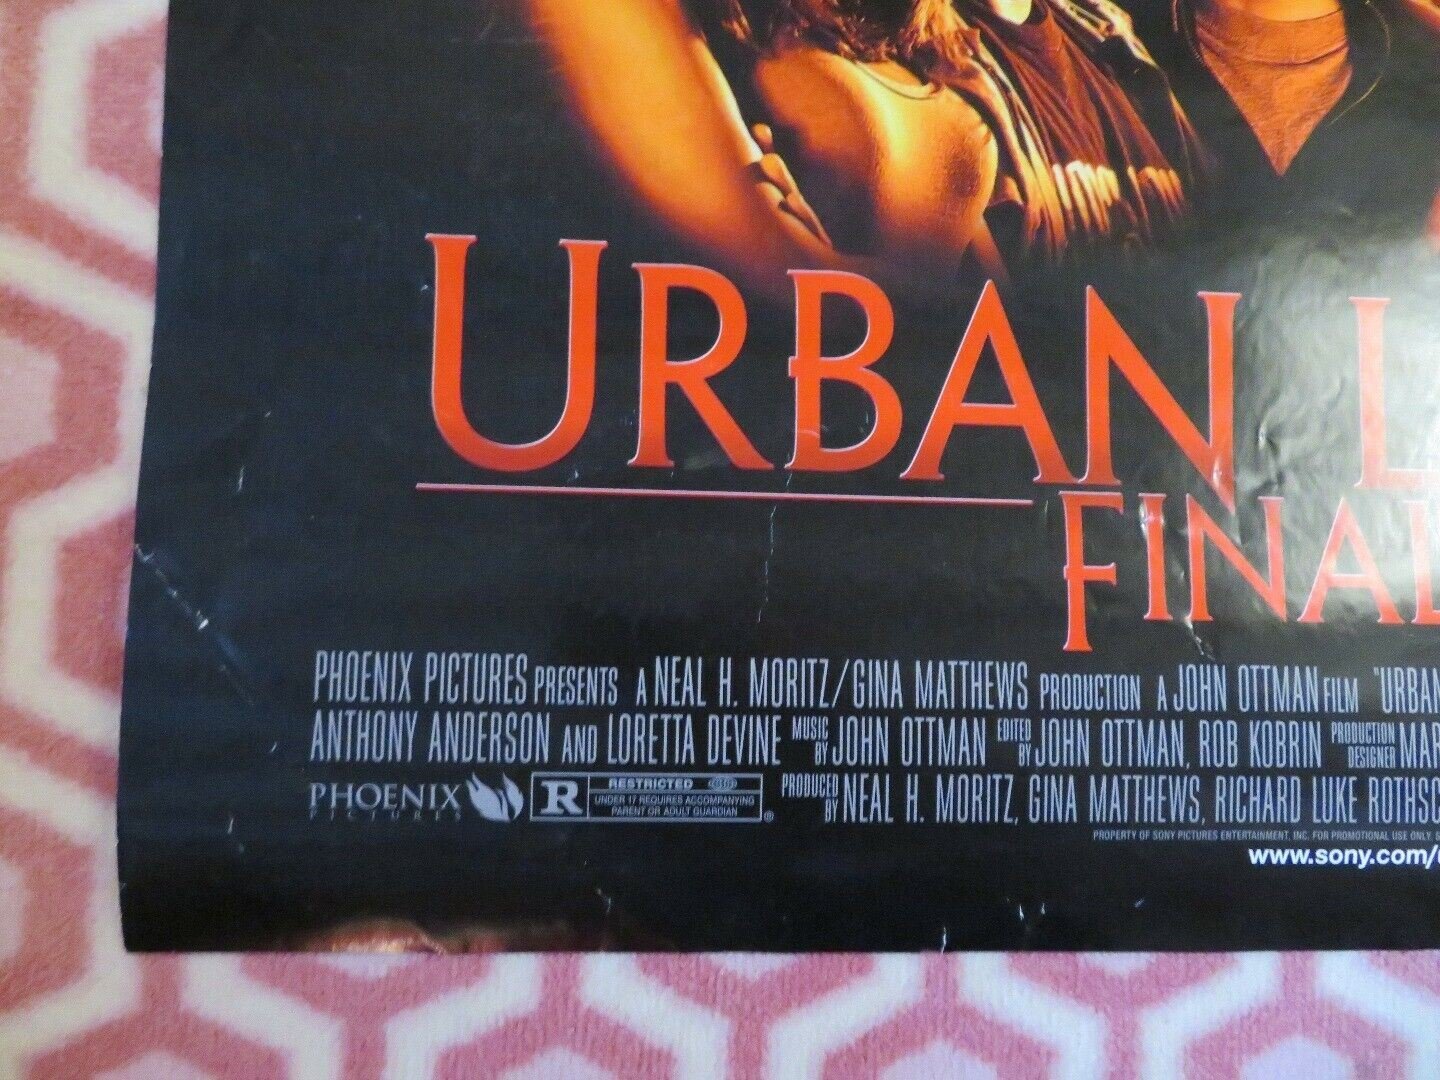 URBAN L
FINAL
PHOENIX PICTURES PRESENTS A NEAL H. MORITZ/GINA MATTHEWS PRODUCTION A JOHN OTTMAN FILM "URBAN
ANTHONY ANDERSON AND LORETTA DEVINE MUSIC BY JOHN OTTMAN EDITED BY JOHN OTTMAN, ROB KOBRIN PRODUCTION DESIGNER MAR
PHOENIX PICTURES R RESTRICTED UNDER 17 REQUIRES ACCOMPANYING PARENT OR ADULT GUARDIAN ® PRODUCED BY NEAL H. MORITZ, GINA MATTHEWS, RICHARD LUKE ROTHSC
PROPERTY OF SONY PICTURES ENTERTAINMENT, INC. FOR PROMOTIONAL USE ONLY. S
www.sony.com/u